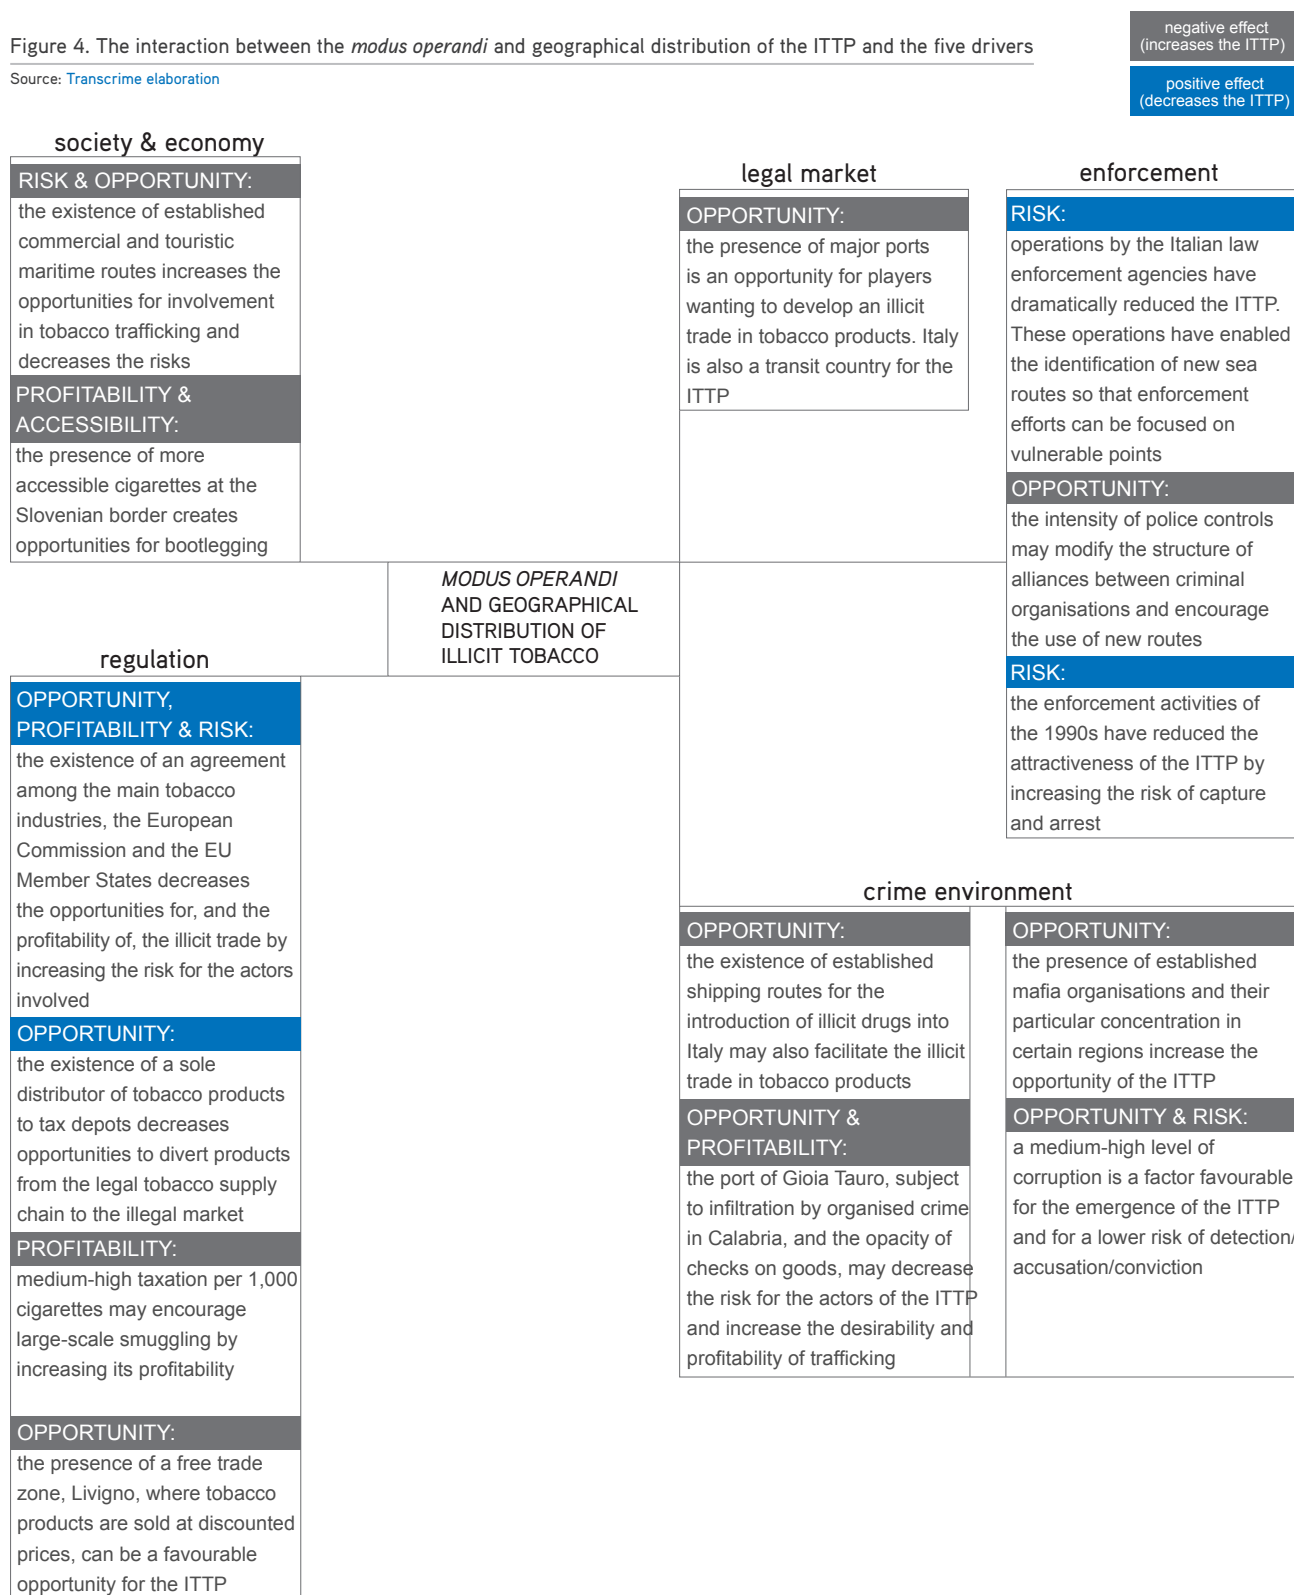 Figure 4. The interaction between the modus operandi and geographical distribution of the ITTP and the five drivers
Source: Transcrime elaboration
negative effect
(increases the ITTP)
positive effect
(decreases the ITTP)
society & economy
RISK & OPPORTUNITY:
the existence of established
commercial and touristic
maritime routes increases the
opportunities for involvement
in tobacco trafficking and
decreases the risks
PROFITABILITY &
ACCESSIBILITY:
the presence of more
accessible cigarettes at the
Slovenian border creates
opportunities for bootlegging
legal market
OPPORTUNITY:
the presence of major ports
is an opportunity for players
wanting to develop an illicit
trade in tobacco products. Italy
is also a transit country for the
ITTP
enforcement
RISK:
operations by the Italian law
enforcement agencies have
dramatically reduced the ITTP.
These operations have enabled
the identification of new sea
routes so that enforcement
efforts can be focused on
vulnerable points
OPPORTUNITY:
the intensity of police controls
may modify the structure of
alliances between criminal
organisations and encourage
the use of new routes
RISK:
the enforcement activities of
the 1990s have reduced the
attractiveness of the ITTP by
increasing the risk of capture
and arrest
MODUS OPERANDI
AND GEOGRAPHICAL
DISTRIBUTION OF
ILLICIT TOBACCO
regulation
OPPORTUNITY,
PROFITABILITY & RISK:
the existence of an agreement
among the main tobacco
industries, the European
Commission and the EU
Member States decreases
the opportunities for, and the
profitability of, the illicit trade by
increasing the risk for the actors
involved
OPPORTUNITY:
the existence of a sole
distributor of tobacco products
to tax depots decreases
opportunities to divert products
from the legal tobacco supply
chain to the illegal market
PROFITABILITY:
medium-high taxation per 1,000
cigarettes may encourage
large-scale smuggling by
increasing its profitability
OPPORTUNITY:
the presence of a free trade
zone, Livigno, where tobacco
products are sold at discounted
prices, can be a favourable
opportunity for the ITTP
crime environment
OPPORTUNITY:
the existence of established
shipping routes for the
introduction of illicit drugs into
Italy may also facilitate the illicit
trade in tobacco products
OPPORTUNITY &
PROFITABILITY:
the port of Gioia Tauro, subject
to infiltration by organised crime
in Calabria, and the opacity of
checks on goods, may decrease
the risk for the actors of the ITTP
and increase the desirability and
profitability of trafficking
OPPORTUNITY:
the presence of established
mafia organisations and their
particular concentration in
certain regions increase the
opportunity of the ITTP
OPPORTUNITY & RISK:
a medium-high level of
corruption is a factor favourable
for the emergence of the ITTP
and for a lower risk of detection/
accusation/conviction